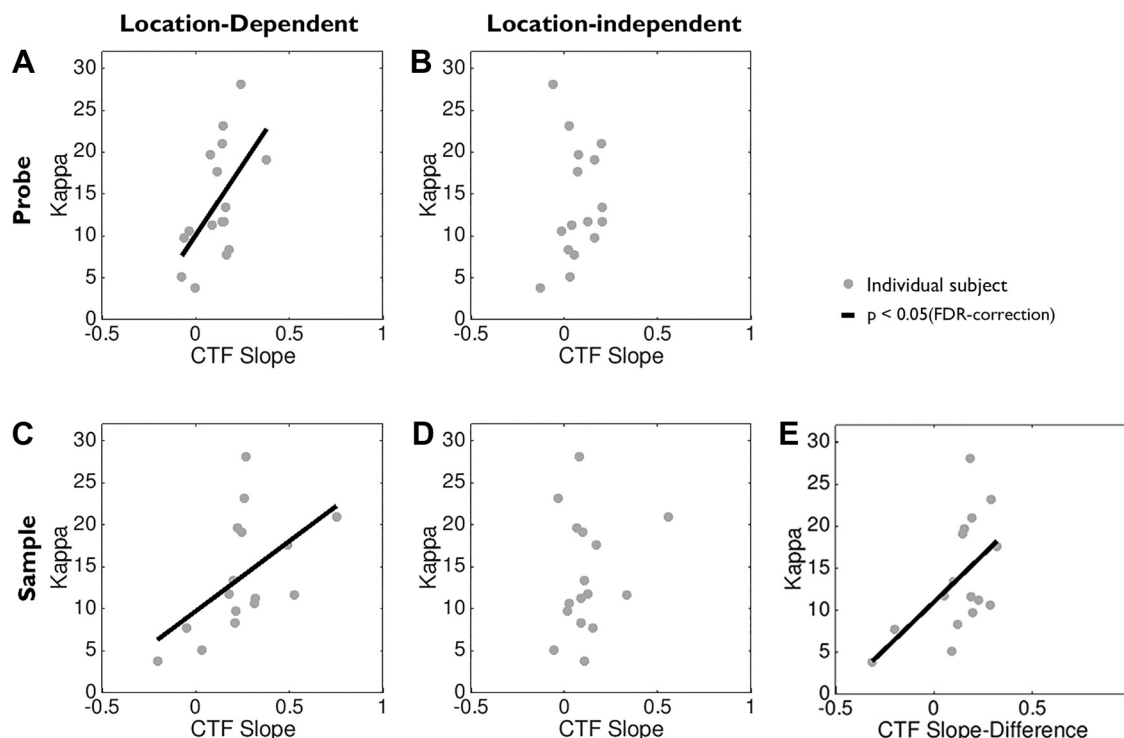 Location-Dependent
Location-independent
A
B
Probe
Kappa
30
25
20
15
10
5
0
-0.5
0
0.5
1
CTF Slope
Kappa
30
25
20
15
10
5
0
-0.5
0
0.5
1
CTF Slope
Individual subject
p < 0.05(FDR-correction)
C
D
E
Sample
Kappa
30
25
20
15
10
5
0
-0.5
0
0.5
1
CTF Slope
Kappa
30
25
20
15
10
5
0
-0.5
0
0.5
1
CTF Slope
Kappa
30
25
20
15
10
5
0
-0.5
0
0.5
CTF Slope-Difference